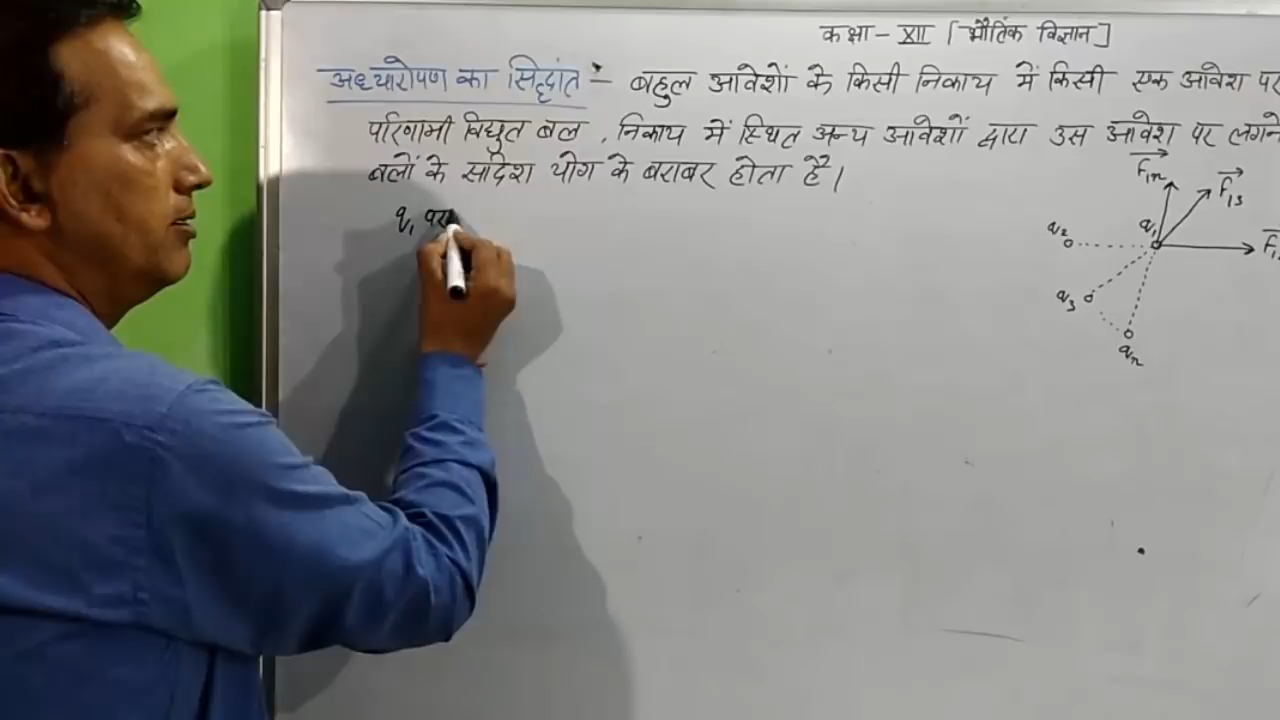 कक्षा - XII [भौतिक विज्ञान]
अध्यारोपण का सिद्धांत - बहुल आवेशों के किसी निकाय में किसी एक आवेश पर
परिणामी विद्युत बल , निकाय में स्थित अन्य आवेशों द्वारा उस आवेश पर लगने
बलों के सदिश योग के बराबर होता है।
q₁ पर
F₁ₙ
F₁₃
q₂
q₁
q₃
qₙ